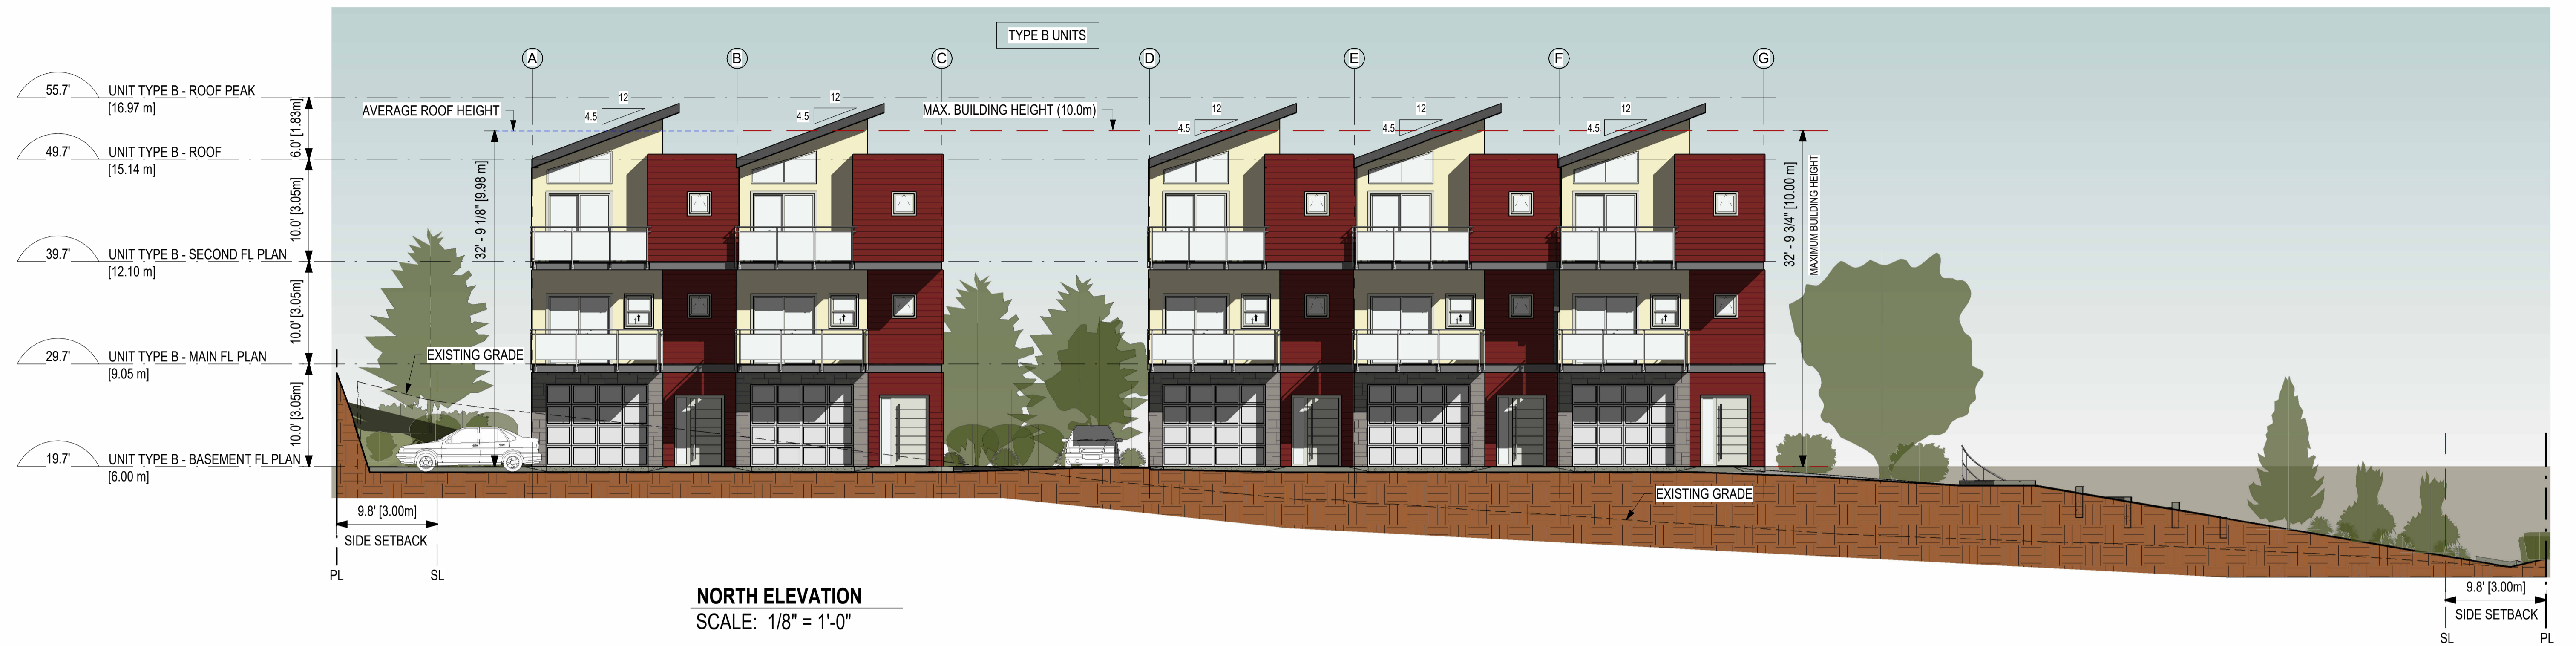 TYPE B UNITS
A
B
C
D
E
F
G
55.7'
UNIT TYPE B - ROOF PEAK
[16.97 m]
6.0' [1.83m]
49.7'
UNIT TYPE B - ROOF
[15.14 m]
10.0' [3.05m]
39.7'
UNIT TYPE B - SECOND FL PLAN
[12.10 m]
10.0' [3.05m]
29.7'
UNIT TYPE B - MAIN FL PLAN
[9.05 m]
10.0' [3.05m]
19.7'
UNIT TYPE B - BASEMENT FL PLAN
[6.00 m]
AVERAGE ROOF HEIGHT
12
4.5
12
4.5
MAX. BUILDING HEIGHT (10.0m)
12
4.5
12
4.5
12
4.5
32' - 9 1/8" [9.98 m]
32' - 9 3/4" [10.00 m]
MAXIMUM BUILDING HEIGHT
EXISTING GRADE
EXISTING GRADE
9.8' [3.00m]
SIDE SETBACK
PL
SL
9.8' [3.00m]
SIDE SETBACK
SL
PL
NORTH ELEVATION
SCALE: 1/8" = 1'-0"